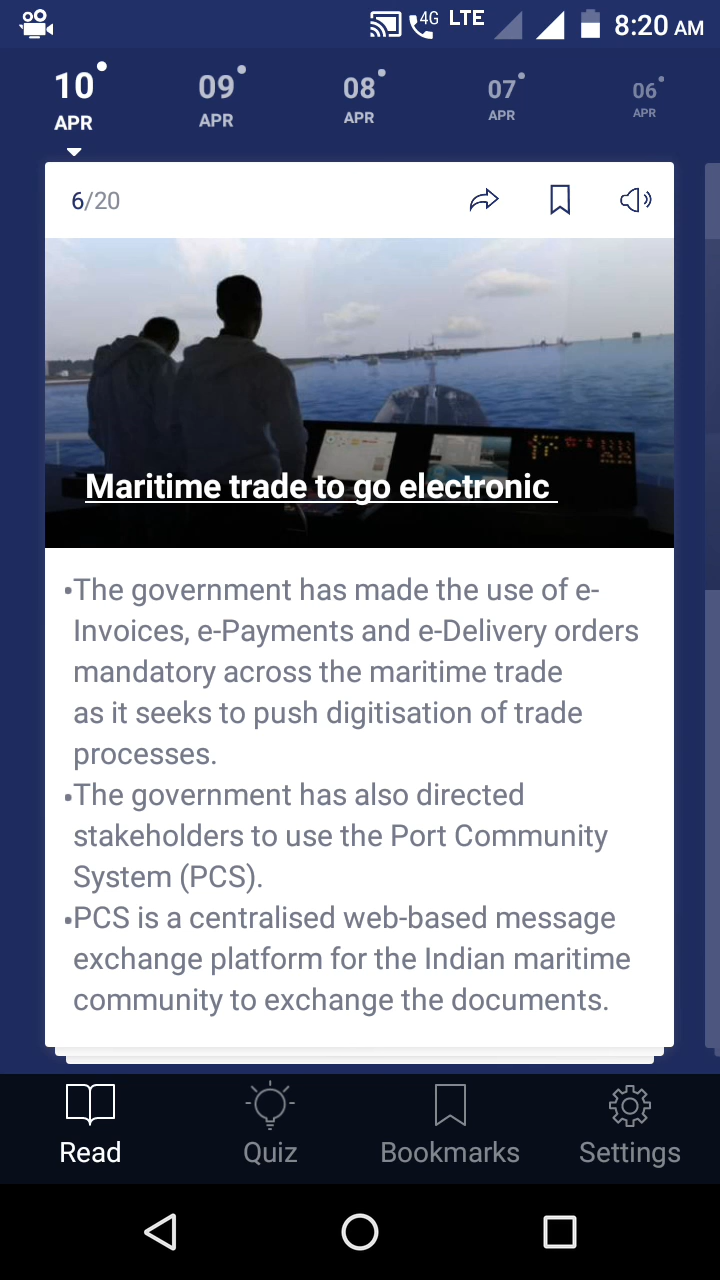 4G LTE 8:20 AM
10 09 08 07 06
APR APR APR APR APR
6/20
Maritime trade to go electronic
•The government has made the use of e-
Invoices, e-Payments and e-Delivery orders
mandatory across the maritime trade
as it seeks to push digitisation of trade
processes.
•The government has also directed
stakeholders to use the Port Community
System (PCS).
•PCS is a centralised web-based message
exchange platform for the Indian maritime
community to exchange the documents.
Read Quiz Bookmarks Settings